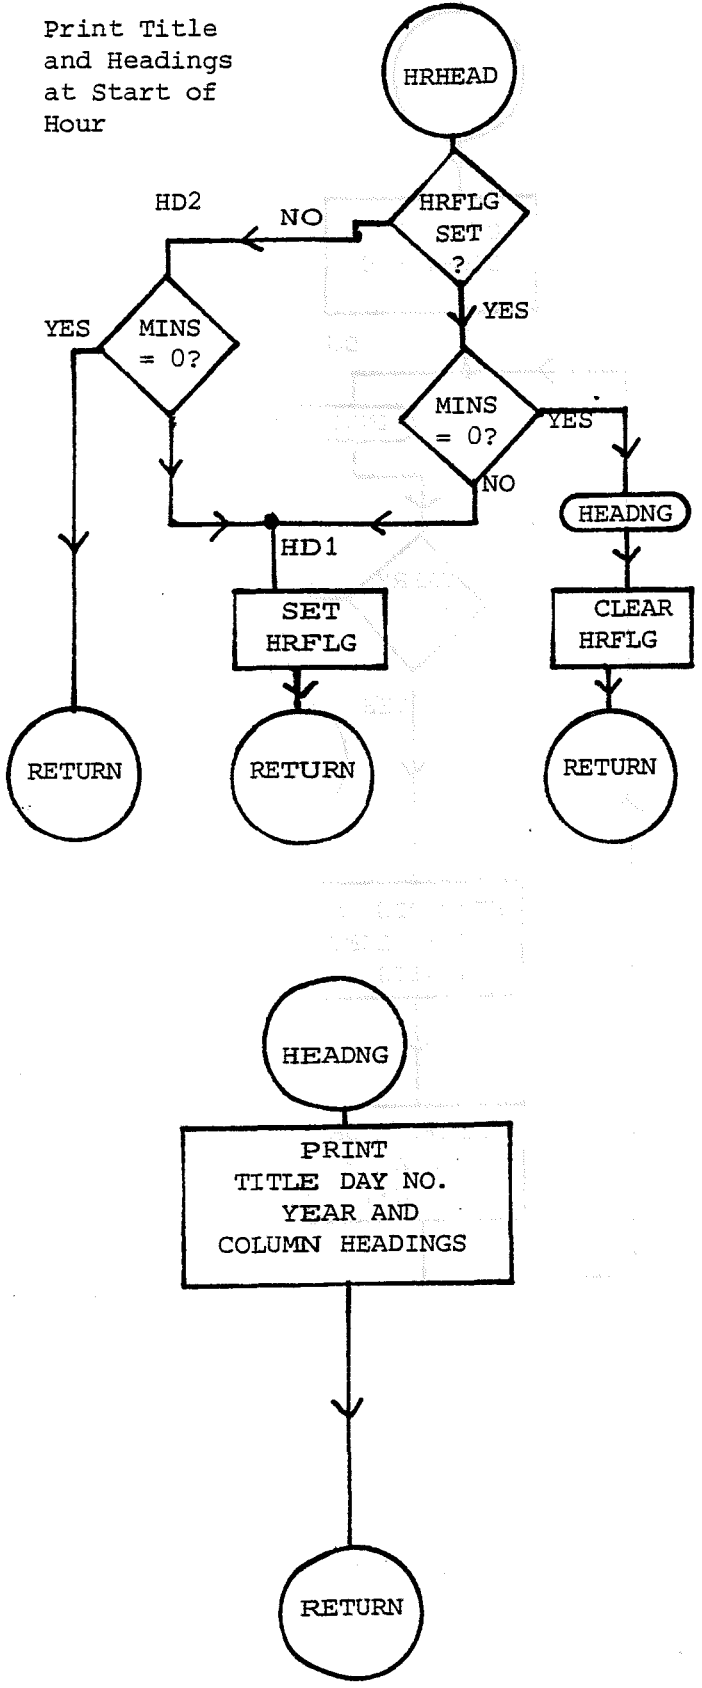 Print Title
and Headings
at Start of
Hour
HRHEAD
HRFLG
SET
?
HD2
NO
YES
YES
MINS
= 0?
MINS
= 0?
YES
NO
HEADNG
HD1
SET
HRFLG
CLEAR
HRFLG
RETURN
RETURN
RETURN
HEADNG
PRINT
TITLE DAY NO.
YEAR AND
COLUMN HEADINGS
RETURN